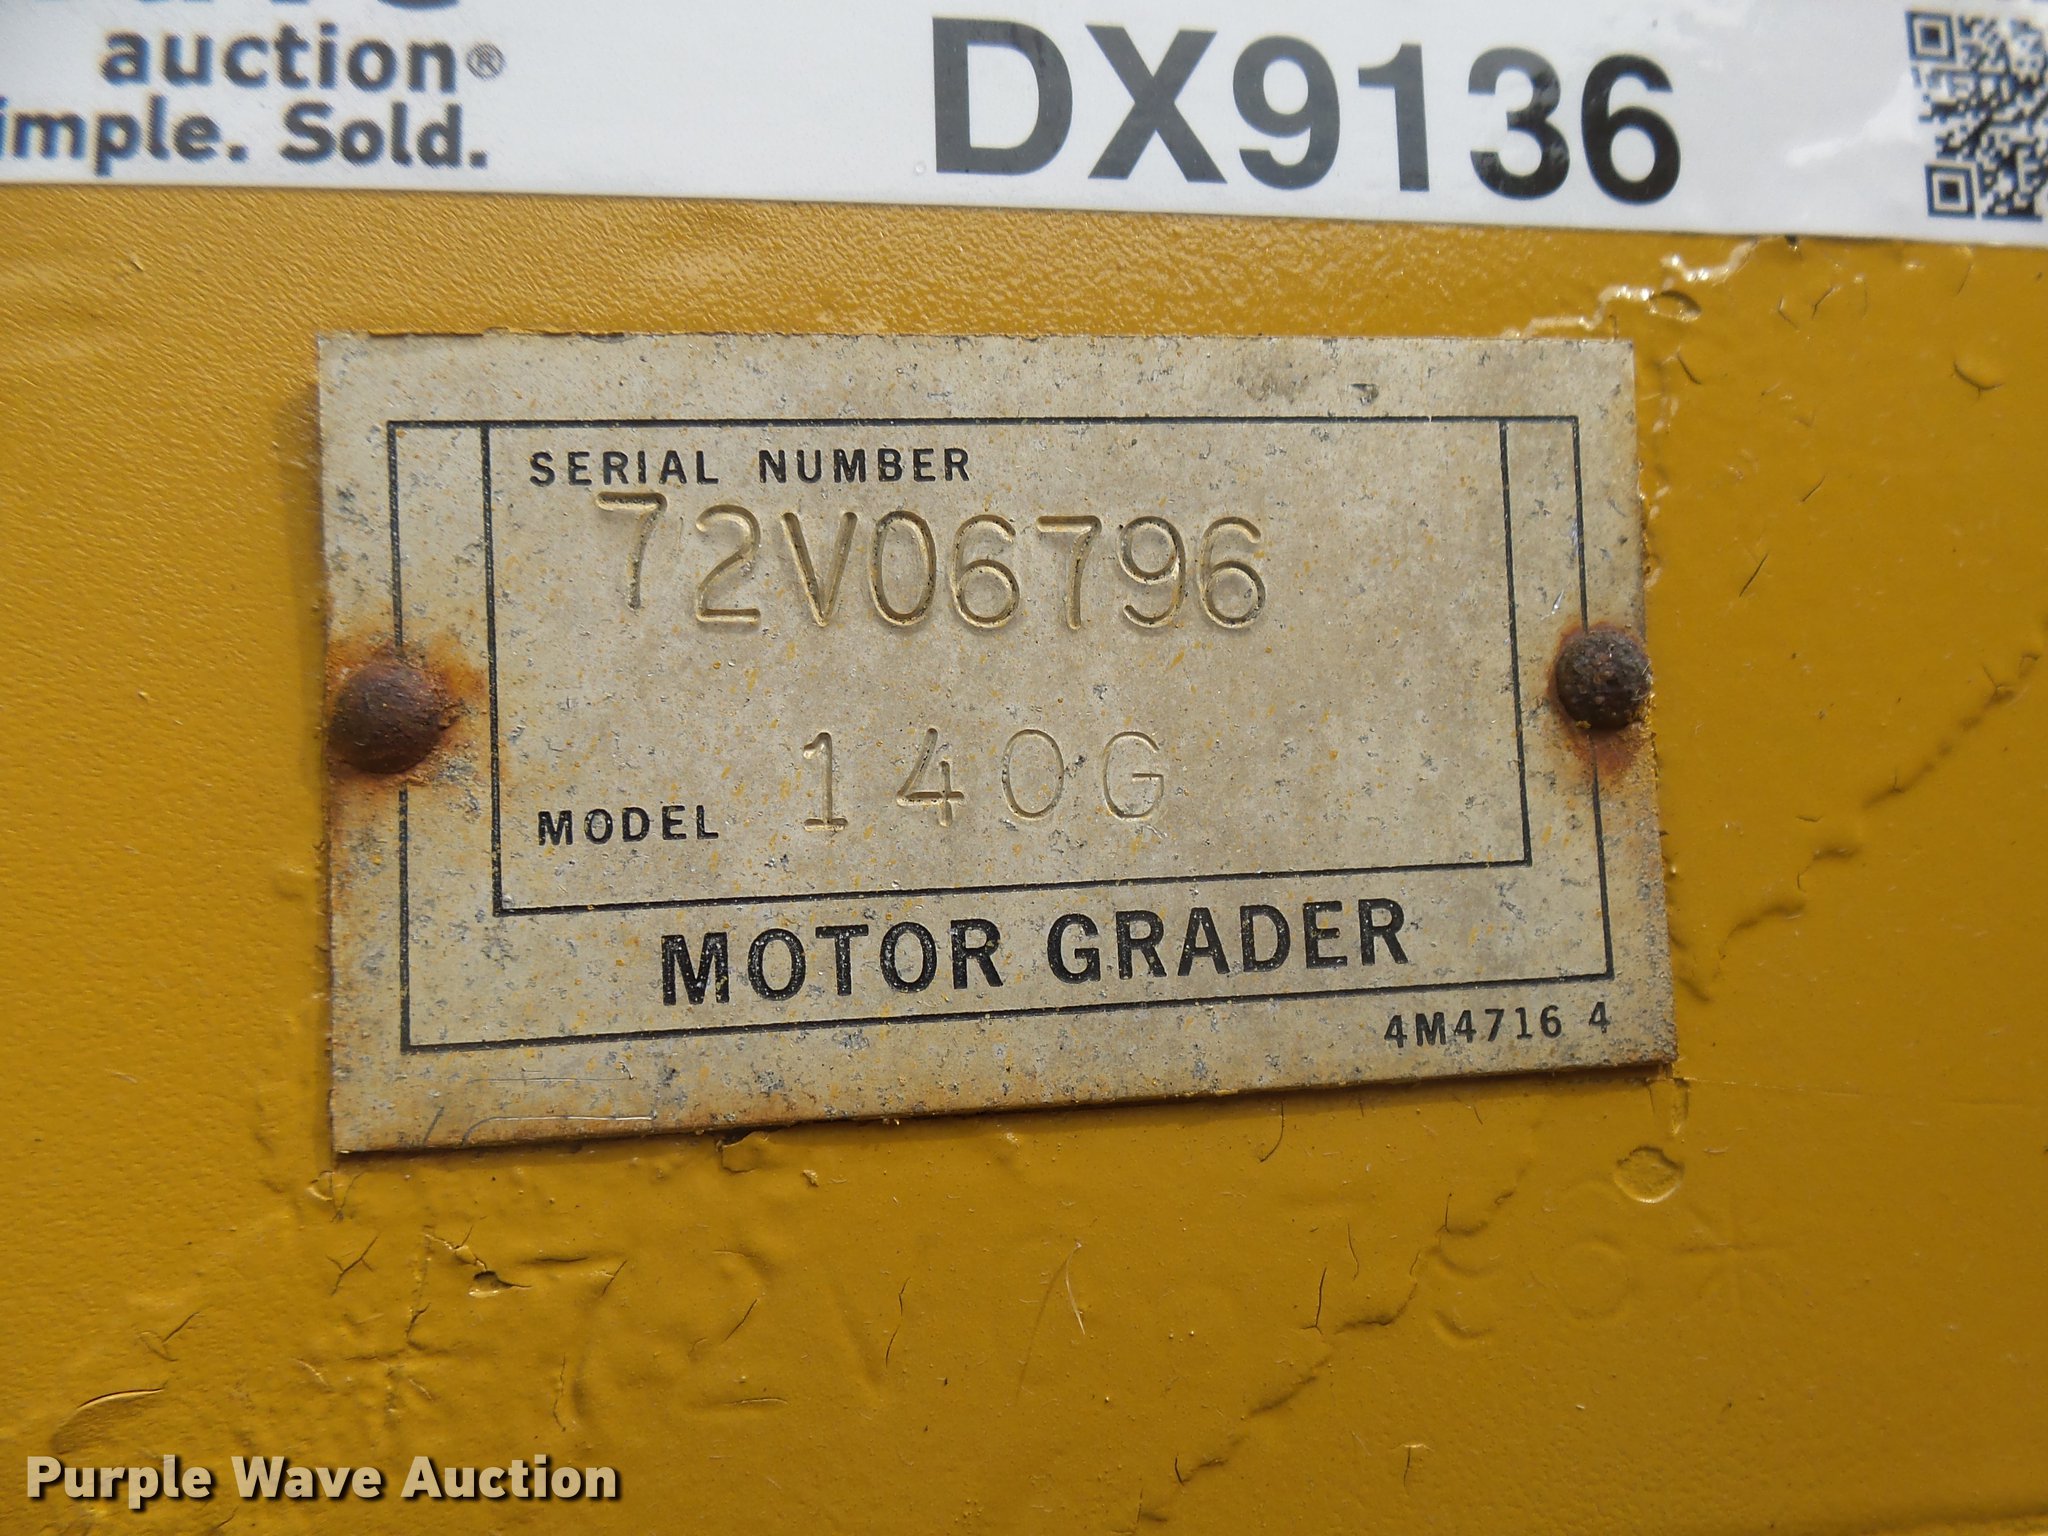 auction®
imple. Sold.
DX9136
SERIAL NUMBER
72V06796
MODEL 140G
MOTOR GRADER
4M4716 4
Purple Wave Auction